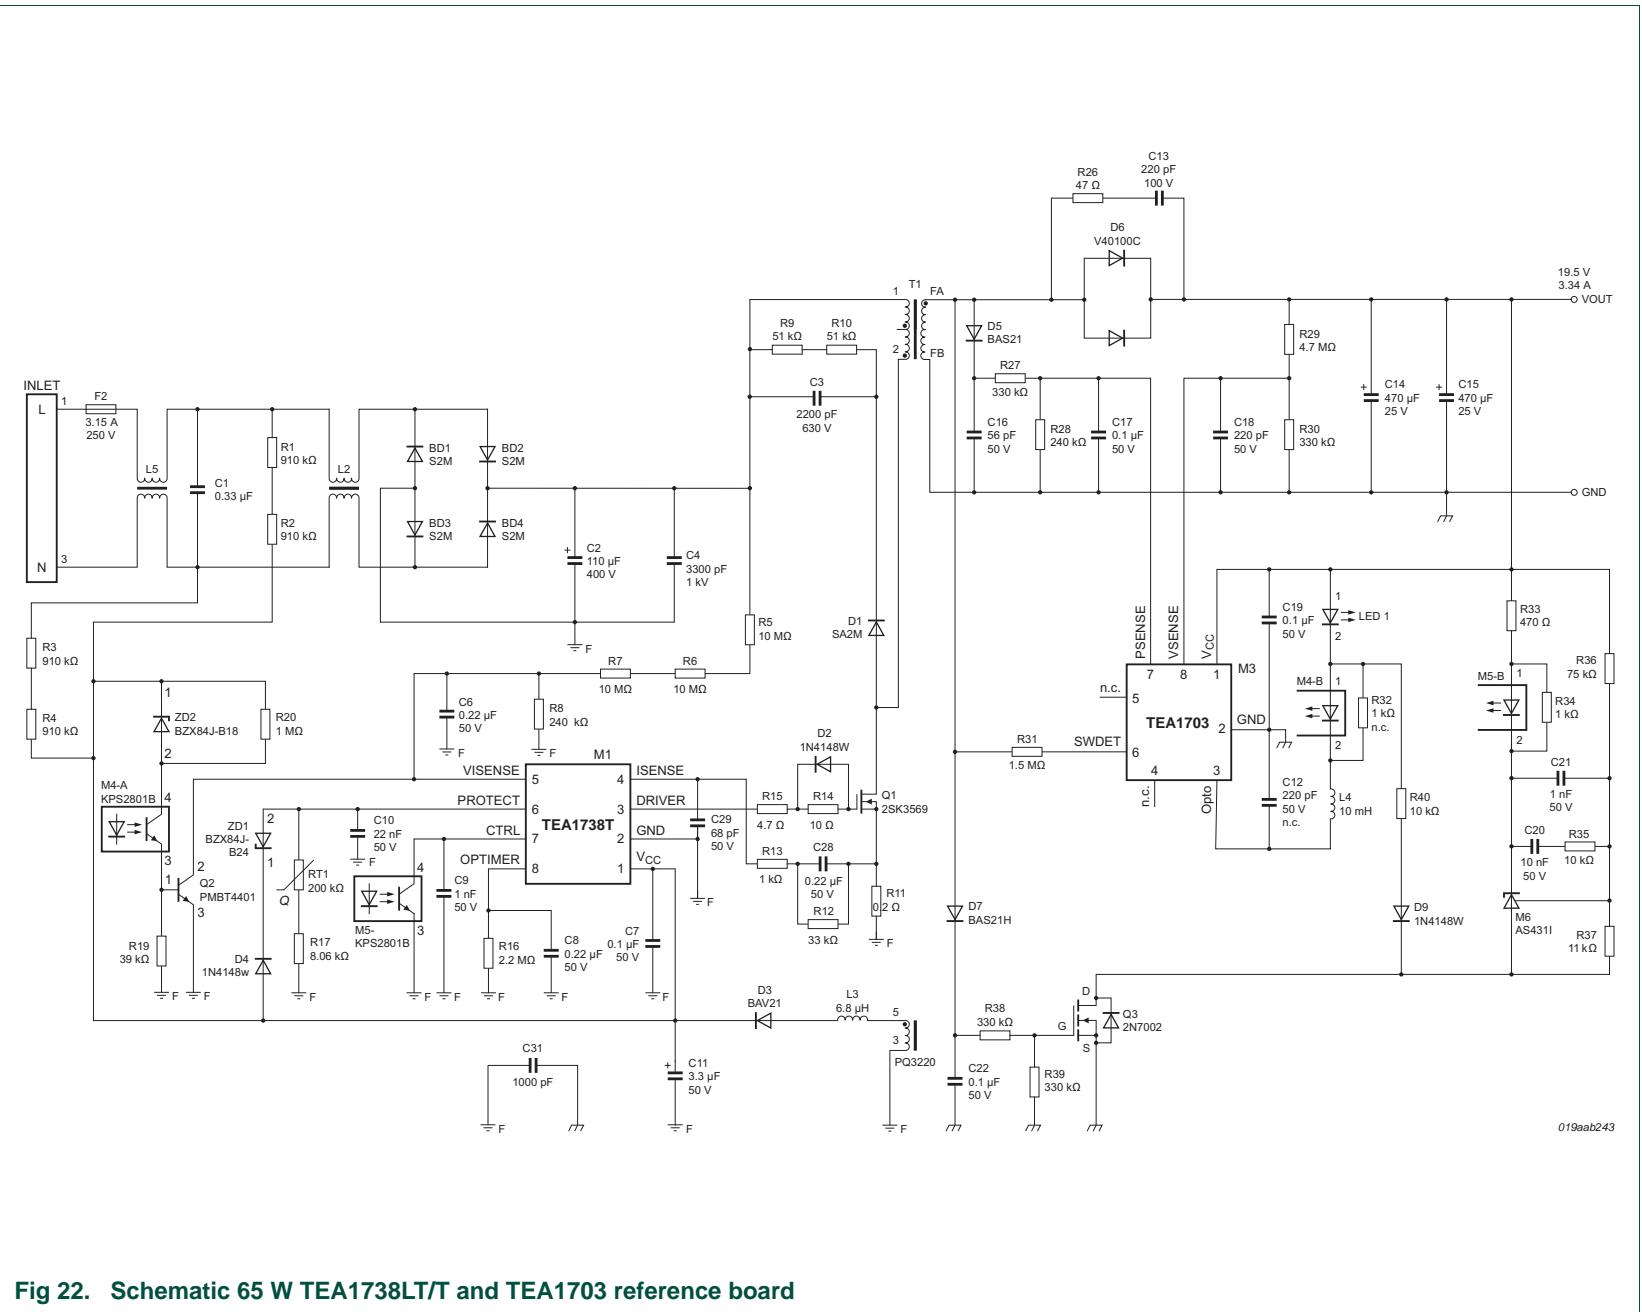 C13
220 pF
100 V
R26
47 Ω
D6
V40100C
19.5 V
3.34 A
VOUT
T1
1
FA
2
FB
R9
51 kΩ
R10
51 kΩ
C3
2200 pF
630 V
D5
BAS21
R27
330 kΩ
C16
56 pF
50 V
R28
240 kΩ
C17
0.1 µF
50 V
C18
220 pF
50 V
R29
4.7 MΩ
R30
330 kΩ
+
C14
470 µF
25 V
+
C15
470 µF
25 V
GND
INLET
L
1
F2
3.15 A
250 V
N
3
L5
C1
0.33 µF
R1
910 kΩ
R2
910 kΩ
L2
BD1
S2M
BD2
S2M
BD3
S2M
BD4
S2M
+
C2
110 µF
400 V
C4
3300 pF
1 kV
F
R5
10 MΩ
R6
10 MΩ
R7
10 MΩ
D1
SA2M
R3
910 kΩ
R4
910 kΩ
1
ZD2
BZX84J-B18
2
R20
1 MΩ
C6
0.22 µF
50 V
F
R8
240 kΩ
F
M4-A
KPS2801B
4
3
1
2
Q2
PMBT4401
3
R19
39 kΩ
F
F
ZD1
BZX84J-
B24
2
1
D4
1N4148w
RT1
200 kΩ
Q
R17
8.06 kΩ
F
C10
22 nF
50 V
F
M5-
KPS2801B
4
3
F
C9
1 nF
50 V
F
M1
TEA1738T
VISENSE
5
PROTECT
6
CTRL
7
OPTIMER
8
4
ISENSE
3
DRIVER
2
GND
1
VCC
R16
2.2 MΩ
F
C8
0.22 µF
50 V
F
C7
0.1 µF
50 V
F
C29
68 pF
50 V
F
R15
4.7 Ω
D2
1N4148W
R14
10 Ω
Q1
2SK3569
R13
1 kΩ
C28
0.22 µF
50 V
R12
33 kΩ
R11
0.2 Ω
F
D3
BAV21
L3
6.8 µH
5
3
PQ3220
F
C31
1000 pF
F
+
C11
3.3 µF
50 V
F
PSENSE
VSENSE
VCC
7
8
1
M3
n.c.
5
TEA1703
GND
2
R31
1.5 MΩ
SWDET
6
4
3
n.c.
Opto
C19
0.1 µF
50 V
1
LED 1
2
M4-B
1
2
R32
1 kΩ
n.c.
C12
220 pF
50 V
n.c.
L4
10 mH
R40
10 kΩ
D9
1N4148W
R33
470 Ω
M5-B
1
2
R34
1 kΩ
R36
75 kΩ
C21
1 nF
50 V
C20
10 nF
50 V
R35
10 kΩ
M6
AS431I
R37
11 kΩ
D7
BAS21H
R38
330 kΩ
C22
0.1 µF
50 V
R39
330 kΩ
D
G
S
Q3
2N7002
019aab243
Fig 22. Schematic 65 W TEA1738LT/T and TEA1703 reference board